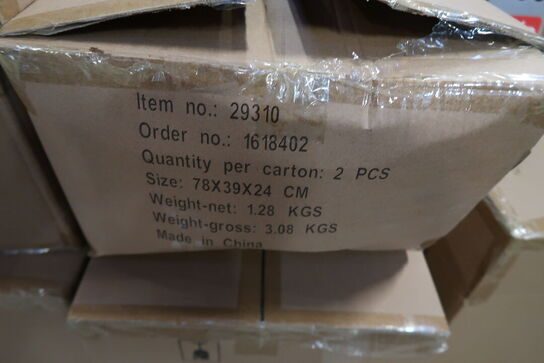 Item no.: 29310
Order no.: 1618402
Quantity per carton: 2 PCS
Size: 78X39X24 CM
Weight-net: 1.28 KGS
Weight-gross: 3.08 KGS
Made in China